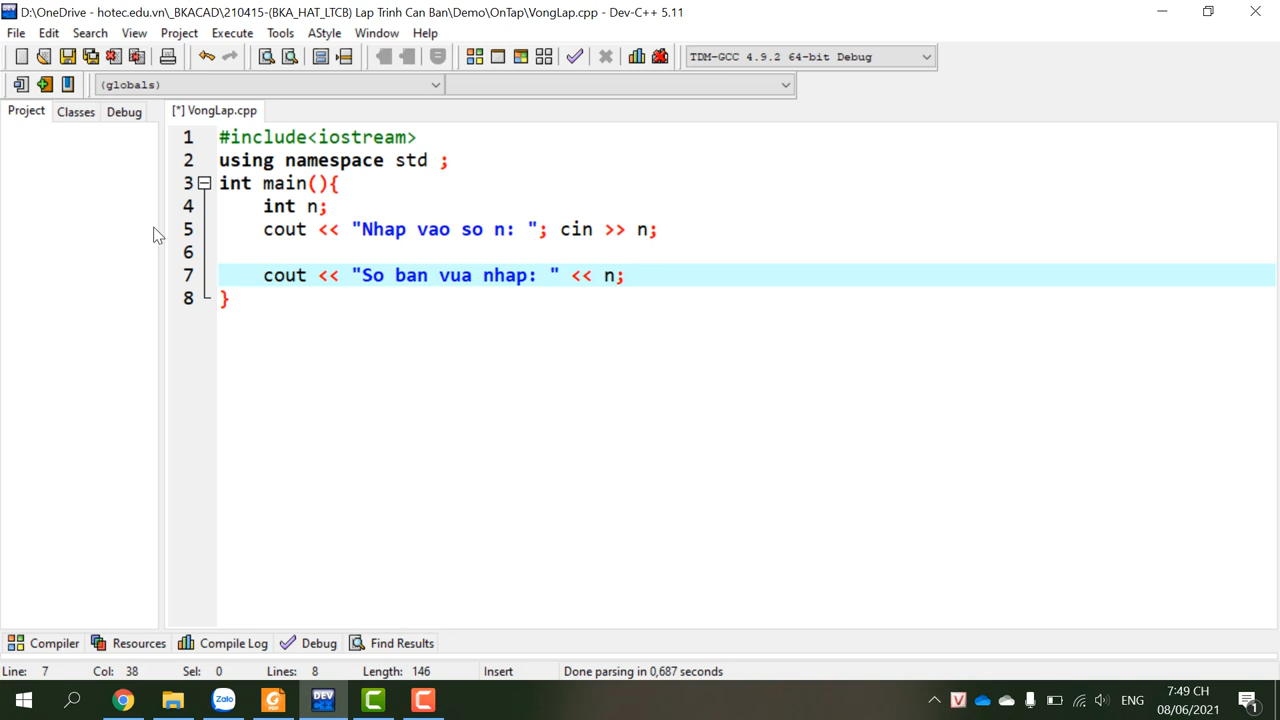 D:\OneDrive - hotec.edu.vn\_BKACAD\210415-(BKA_HAT_LTCB) Lap Trinh Can Ban\Demo\OnTap\VongLap.cpp - Dev-C++ 5.11
File Edit Search View Project Execute Tools AStyle Window Help
TDM-GCC 4.9.2 64-bit Debug
(globals)
Project Classes Debug [*] VongLap.cpp
1 #include<iostream>
2 using namespace std ;
3 int main(){
4 int n;
5 cout << "Nhap vao so n: "; cin >> n;
6
7 cout << "So ban vua nhap: " << n;
8 }
Compiler Resources Compile Log Debug Find Results
Line: 7 Col: 38 Sel: 0 Lines: 8 Length: 146 Insert Done parsing in 0,687 seconds
Zalo PDF DEV C++ C C V ENG 7:49 CH
08/06/2021 1